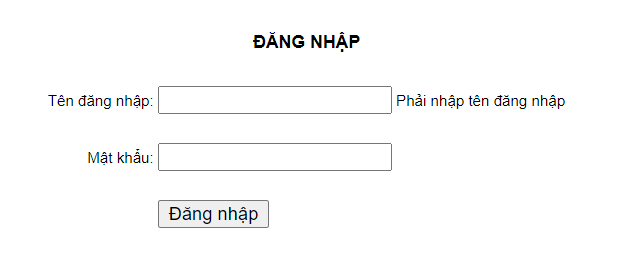 ĐĂNG NHẬP
Tên đăng nhập: Phải nhập tên đăng nhập
Mật khẩu:
Đăng nhập